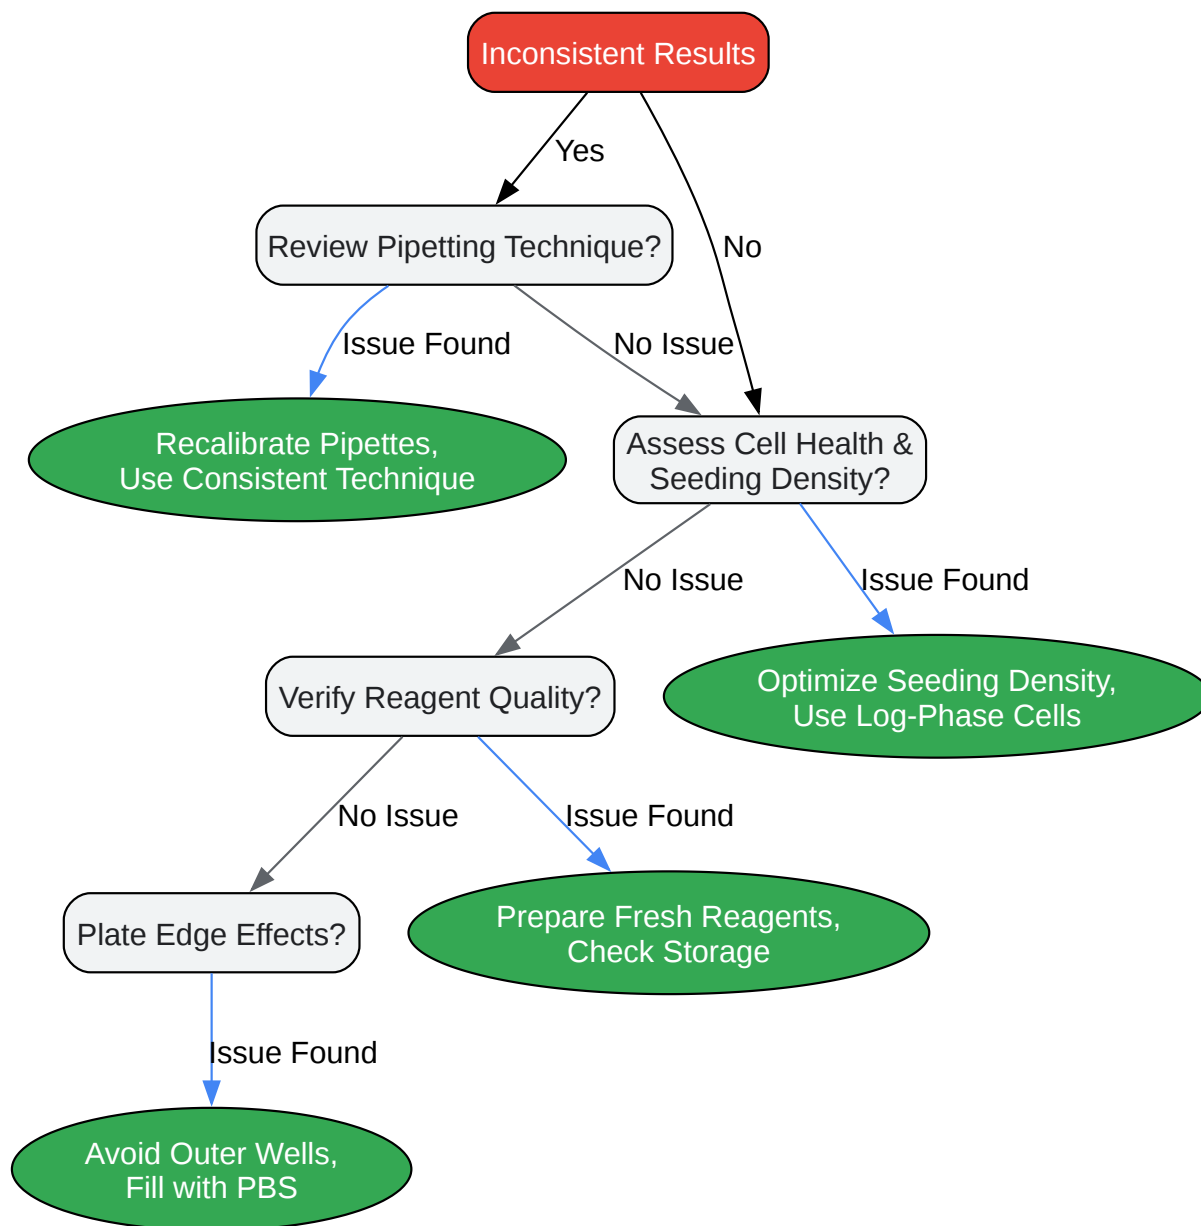 Inconsistent Results
Yes
Review Pipetting Technique?
No
Issue Found
No Issue
Recalibrate Pipettes,
Use Consistent Technique
Assess Cell Health &
Seeding Density?
No Issue
Issue Found
Verify Reagent Quality?
Optimize Seeding Density,
Use Log-Phase Cells
No Issue
Issue Found
Plate Edge Effects?
Prepare Fresh Reagents,
Check Storage
Issue Found
Avoid Outer Wells,
Fill with PBS